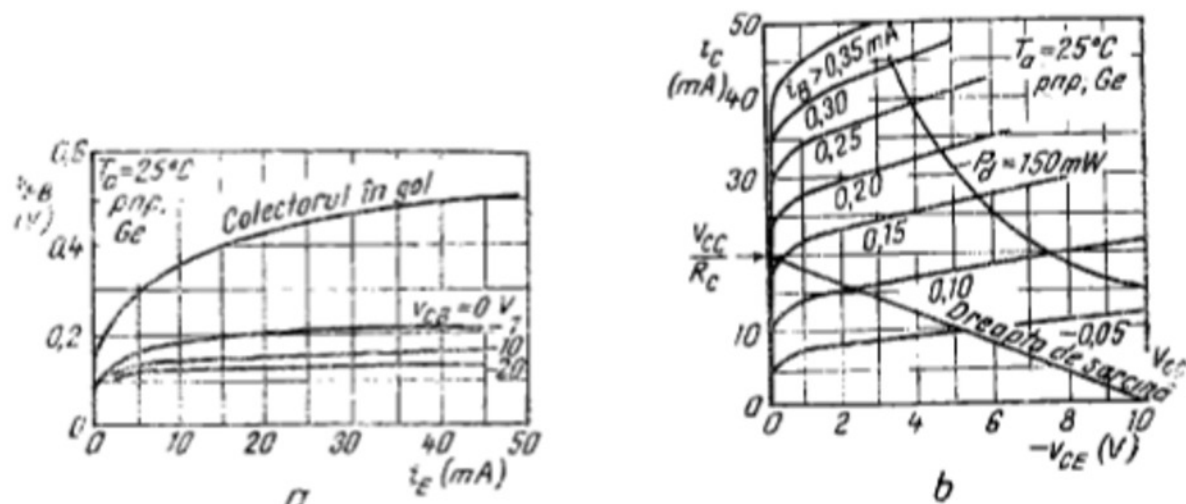 0,6
T_a=25°C
pnp,
Ge
v_EB
(V)
Colectorul în gol
0,4
v_CB=0 V
-1
0,2
-10
-20
0
0 10 20 30 40 50
i_E (mA)
a
50
i_C
(mA)
40
i_B=0,35 mA
T_a=25°C
pnp, Ge
0,30
0,25
30
P_d=150mW
0,20
0,15
V_CC
R_C
0,10
10
-0,05
Dreapta de sarcină
V_CC
0
0 2 4 6 8 10
-v_CE (V)
b